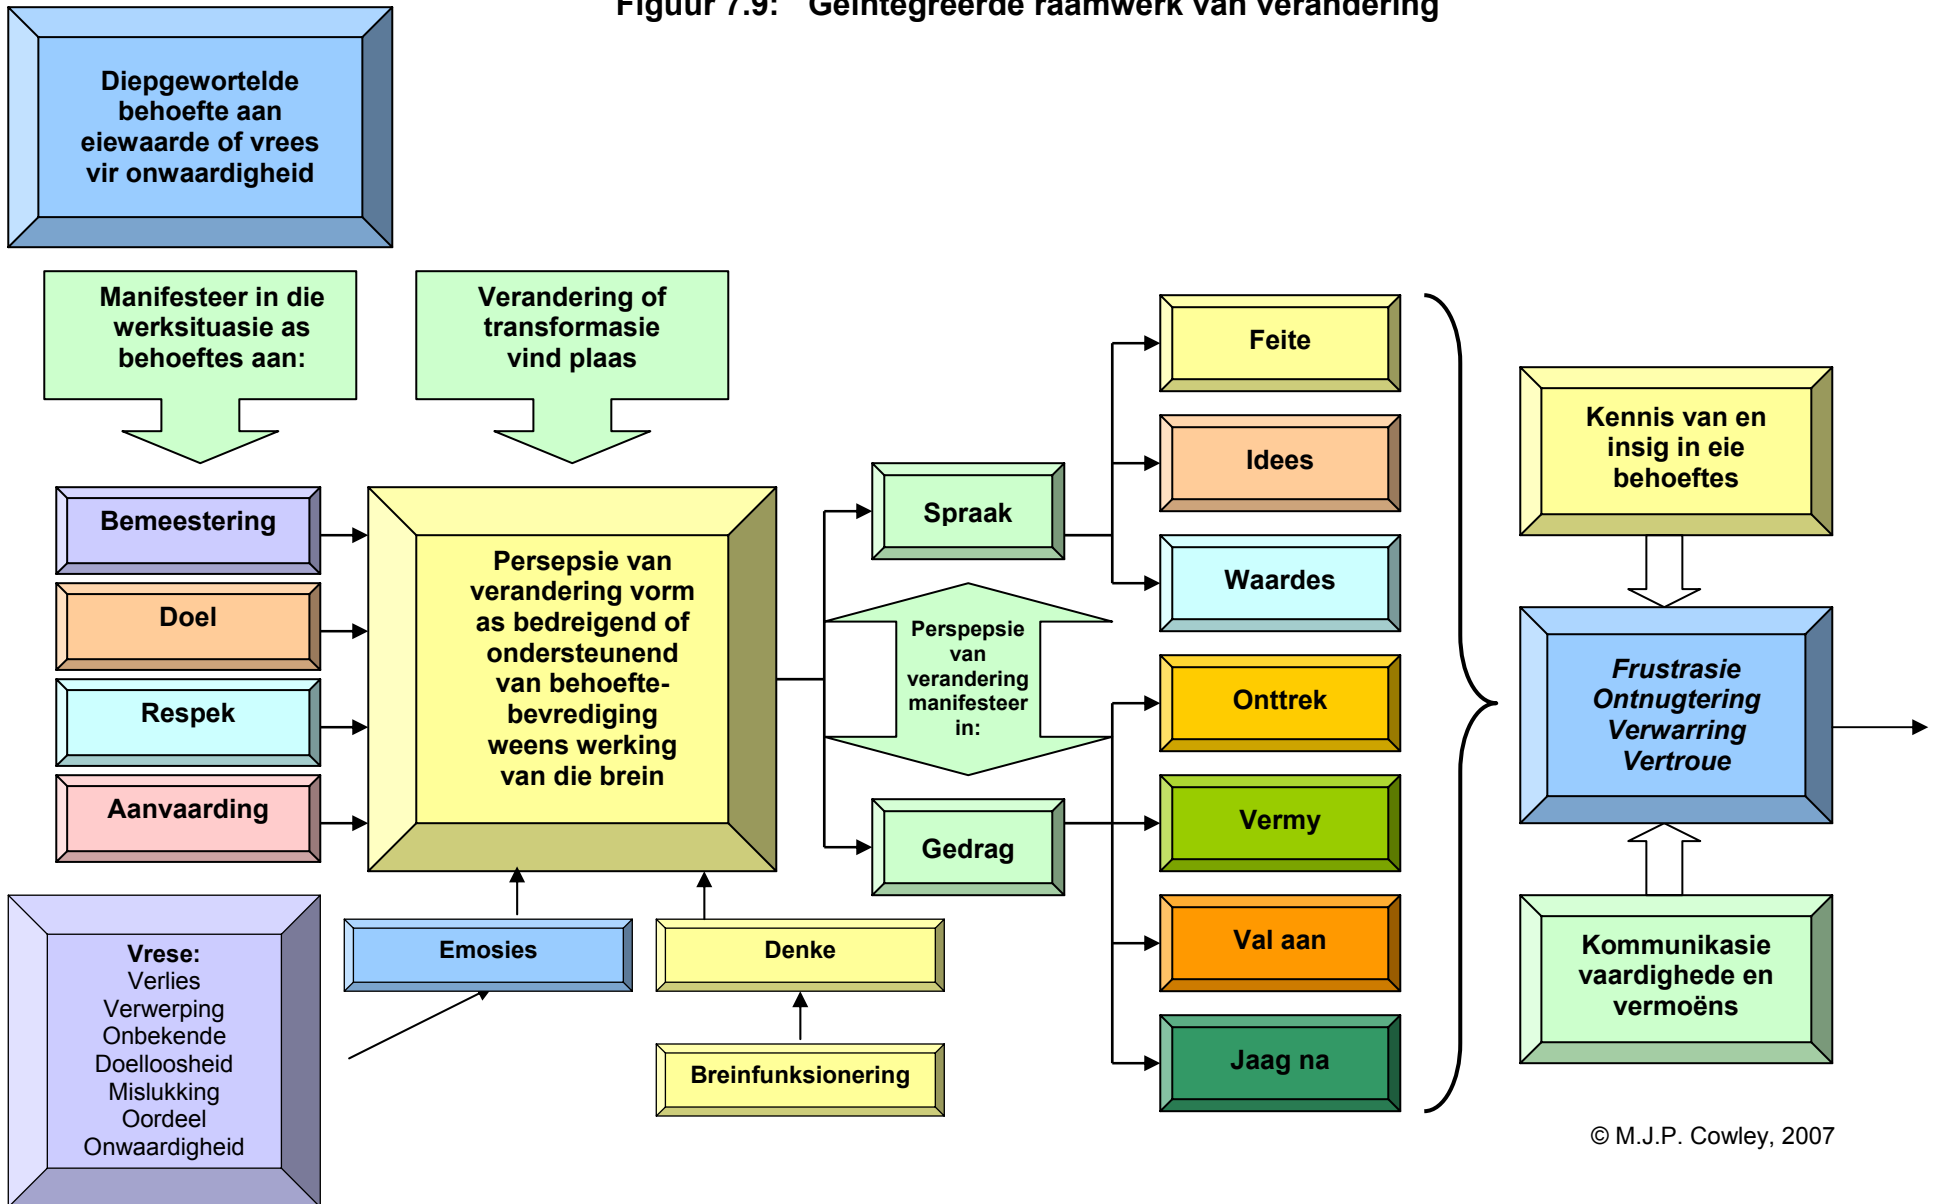 Figuur 7.9: Geïntegreerde raamwerk van verandering
Diepgewortelde
behoefte aan
eiewaarde of vrees
vir onwaardigheid
Manifesteer in die
werksituasie as
behoeftes aan:
Verandering of
transformasie
vind plaas
Bemeestering
Doel
Respek
Aanvaarding
Persepsie van
verandering vorm
as bedreigend of
ondersteunend
van behoefte-
bevrediging
weens werking
van die brein
Vrese:
Verlies
Verwerping
Onbekende
Doelloosheid
Mislukking
Oordeel
Onwaardigheid
Emosies
Denke
Breinfunksionering
Spraak
Perspepsie
van
verandering
manifesteer
in:
Gedrag
Feite
Idees
Waardes
Onttrek
Vermy
Val aan
Jaag na
Kennis van en
insig in eie
behoeftes
Frustrasie
Ontnugtering
Verwarring
Vertroue
Kommunikasie
vaardighede en
vermoëns
© M.J.P. Cowley, 2007